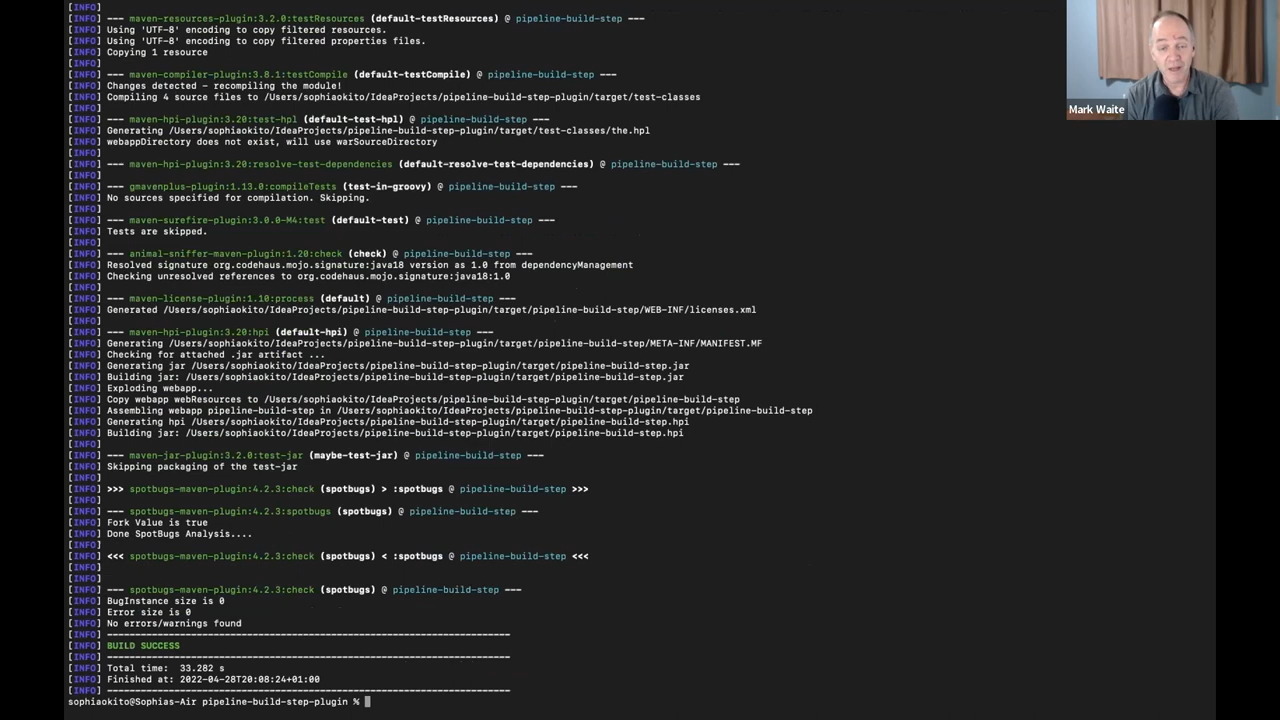 [INFO]
[INFO] --- maven-resources-plugin:3.2.0:testResources (default-testResources) @ pipeline-build-step ---
[INFO] Using 'UTF-8' encoding to copy filtered resources.
[INFO] Using 'UTF-8' encoding to copy filtered properties files.
[INFO] Copying 1 resource
[INFO]
[INFO] --- maven-compiler-plugin:3.8.1:testCompile (default-testCompile) @ pipeline-build-step ---
[INFO] Changes detected - recompiling the module!
[INFO] Compiling 4 source files to /Users/sophiaokito/IdeaProjects/pipeline-build-step-plugin/target/test-classes
[INFO]
[INFO] --- maven-hpi-plugin:3.20:test-hpl (default-test-hpl) @ pipeline-build-step ---
[INFO] Generating /Users/sophiaokito/IdeaProjects/pipeline-build-step-plugin/target/test-classes/the.hpl
[INFO] webappDirectory does not exist, will use warSourceDirectory
[INFO]
[INFO] --- maven-hpi-plugin:3.20:resolve-test-dependencies (default-resolve-test-dependencies) @ pipeline-build-step ---
[INFO]
[INFO] --- gmavenplus-plugin:1.13.0:compileTests (test-in-groovy) @ pipeline-build-step ---
[INFO] No sources specified for compilation. Skipping.
[INFO]
[INFO] --- maven-surefire-plugin:3.0.0-M4:test (default-test) @ pipeline-build-step ---
[INFO] Tests are skipped.
[INFO]
[INFO] --- animal-sniffer-maven-plugin:1.20:check (check) @ pipeline-build-step ---
[INFO] Resolved signature org.codehaus.mojo.signature:java18 version as 1.0 from dependencyManagement
[INFO] Checking unresolved references to org.codehaus.mojo.signature:java18:1.0
[INFO]
[INFO] --- maven-license-plugin:1.10:process (default) @ pipeline-build-step ---
[INFO] Generated /Users/sophiaokito/IdeaProjects/pipeline-build-step-plugin/target/pipeline-build-step/WEB-INF/licenses.xml
[INFO]
[INFO] --- maven-hpi-plugin:3.20:hpi (default-hpi) @ pipeline-build-step ---
[INFO] Generating /Users/sophiaokito/IdeaProjects/pipeline-build-step-plugin/target/pipeline-build-step/META-INF/MANIFEST.MF
[INFO] Checking for attached .jar artifact ...
[INFO] Generating jar /Users/sophiaokito/IdeaProjects/pipeline-build-step-plugin/target/pipeline-build-step.jar
[INFO] Building jar: /Users/sophiaokito/IdeaProjects/pipeline-build-step-plugin/target/pipeline-build-step.jar
[INFO] Exploding webapp...
[INFO] Copy webapp webResources to /Users/sophiaokito/IdeaProjects/pipeline-build-step-plugin/target/pipeline-build-step
[INFO] Assembling webapp pipeline-build-step in /Users/sophiaokito/IdeaProjects/pipeline-build-step-plugin/target/pipeline-build-step
[INFO] Generating hpi /Users/sophiaokito/IdeaProjects/pipeline-build-step-plugin/target/pipeline-build-step.hpi
[INFO] Building jar: /Users/sophiaokito/IdeaProjects/pipeline-build-step-plugin/target/pipeline-build-step.hpi
[INFO]
[INFO] --- maven-jar-plugin:3.2.0:test-jar (maybe-test-jar) @ pipeline-build-step ---
[INFO] Skipping packaging of the test-jar
[INFO]
[INFO] >>> spotbugs-maven-plugin:4.2.3:check (spotbugs) > :spotbugs @ pipeline-build-step >>>
[INFO]
[INFO] --- spotbugs-maven-plugin:4.2.3:spotbugs (spotbugs) @ pipeline-build-step ---
[INFO] Fork Value is true
[INFO] Done SpotBugs Analysis....
[INFO]
[INFO] <<< spotbugs-maven-plugin:4.2.3:check (spotbugs) < :spotbugs @ pipeline-build-step <<<
[INFO]
[INFO]
[INFO] --- spotbugs-maven-plugin:4.2.3:check (spotbugs) @ pipeline-build-step ---
[INFO] BugInstance size is 0
[INFO] Error size is 0
[INFO] No errors/warnings found
[INFO] ------------------------------------------------------------------------
[INFO] BUILD SUCCESS
[INFO] ------------------------------------------------------------------------
[INFO] Total time:  33.282 s
[INFO] Finished at: 2022-04-28T20:08:24+01:00
[INFO] ------------------------------------------------------------------------
sophiaokito@Sophias-Air pipeline-build-step-plugin %
Mark Waite